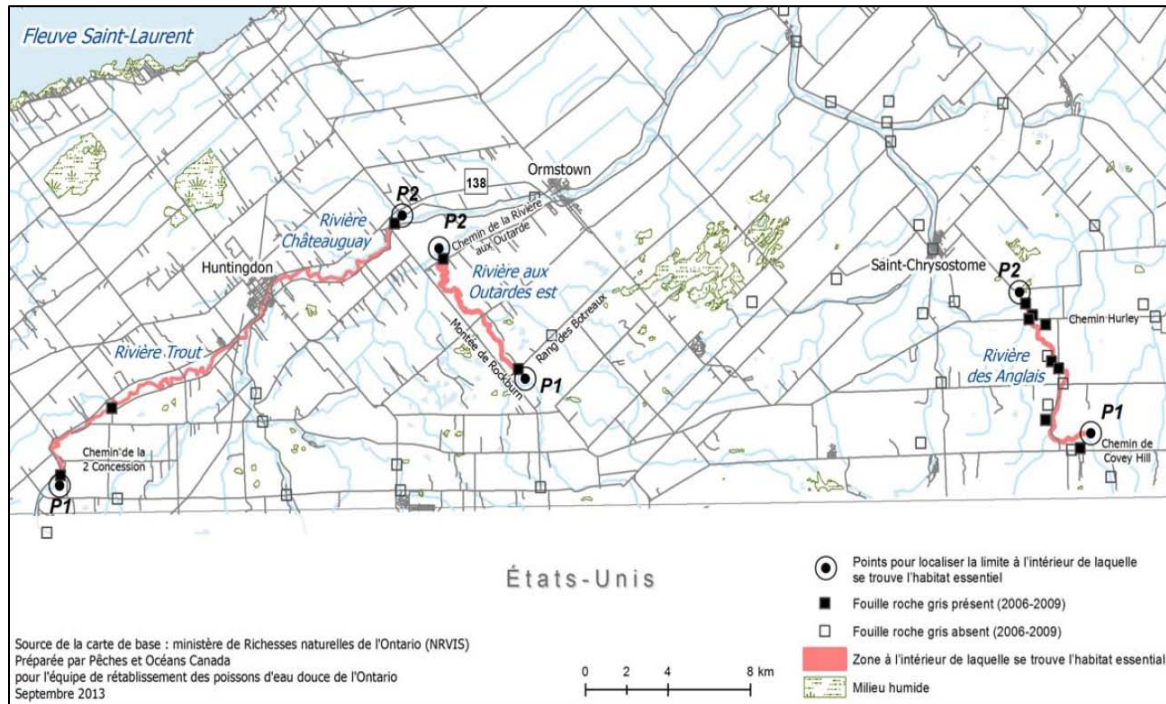 Fleuve Saint-Laurent
Ormstown
138
P2
P2
Chemin de la Rivière
aux Outarde
Rivière
Châteauguay
Huntingdon
Rivière aux
Outardes est
Saint-Chrysostome
P2
Chemin Hurley
Rivière Trout
Montée de Rockburn
Rang des Botreaux
P1
Rivière
des Anglais
P1
Chemin de la
2 Concession
Chemin de
Covey Hill
P1
États-Unis
Points pour localiser la limite à l'intérieur de laquelle
se trouve l'habitat essentiel
Fouille roche gris présent (2006-2009)
Fouille roche gris absent (2006-2009)
Zone à l'intérieur de laquelle se trouve l'habitat essential
Milieu humide
Source de la carte de base : ministère de Richesses naturelles de l'Ontario (NRVIS)
Préparée par Pêches et Océans Canada
pour l'équipe de rétablissement des poissons d'eau douce de l'Ontario
Septembre 2013
0 2 4 8 km